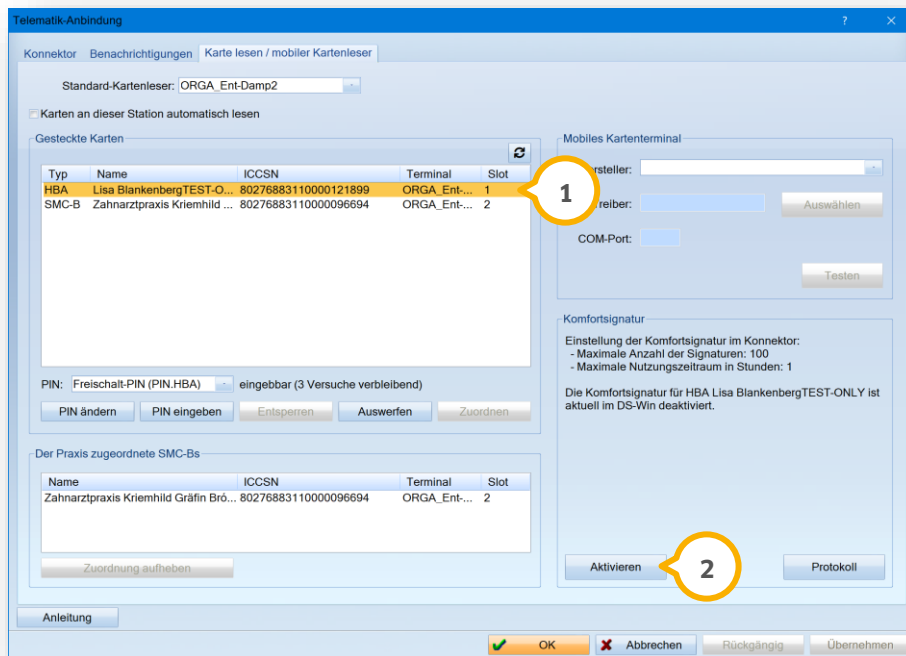 Telematik-Anbindung ? ×
Konnektor Benachrichtigungen Karte lesen / mobiler Kartenleser
Standard-Kartenleser: ORGA_Ent-Damp2
Karten an dieser Station automatisch lesen
Gesteckte Karten
Typ Name ICCSN Terminal Slot
HBA Lisa BlankenbergTEST-O... 80276883110000121899 ORGA_Ent-... 1
SMC-B Zahnarztpraxis Kriemhild ... 80276883110000096694 ORGA_Ent-... 2
1
PIN: Freischalt-PIN (PIN.HBA) eingebbar (3 Versuche verbleibend)
PIN ändern PIN eingeben Entsperren Auswerfen Zuordnen
Der Praxis zugeordnete SMC-Bs
Name ICCSN Terminal Slot
Zahnarztpraxis Kriemhild Gräfin Bró... 80276883110000096694 ORGA_Ent-... 2
Zuordnung aufheben
Mobiles Kartenterminal
ersteller:
reiber: Auswählen
COM-Port:
Testen
Komfortsignatur
Einstellung der Komfortsignatur im Konnektor:
- Maximale Anzahl der Signaturen: 100
- Maximale Nutzungszeitraum in Stunden: 1
Die Komfortsignatur für HBA Lisa BlankenbergTEST-ONLY ist
aktuell im DS-Win deaktiviert.
Aktivieren 2 Protokoll
Anleitung
OK Abbrechen Rückgängig Übernehmen